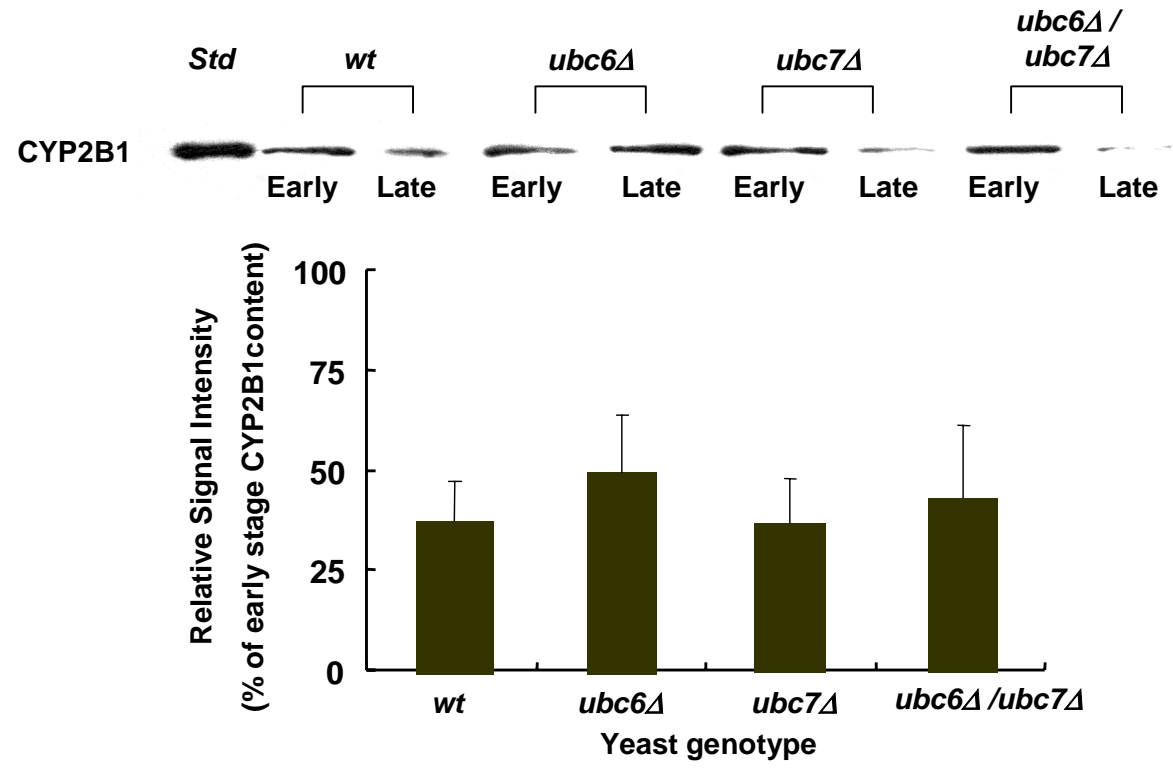 Std wt ubc6Δ ubc7Δ ubc6Δ /
ubc7Δ
CYP2B1
Early Late Early Late Early Late Early Late
Relative Signal Intensity
(% of early stage CYP2B1content)
100
75
50
25
0
wt ubc6Δ ubc7Δ ubc6Δ /ubc7Δ
Yeast genotype